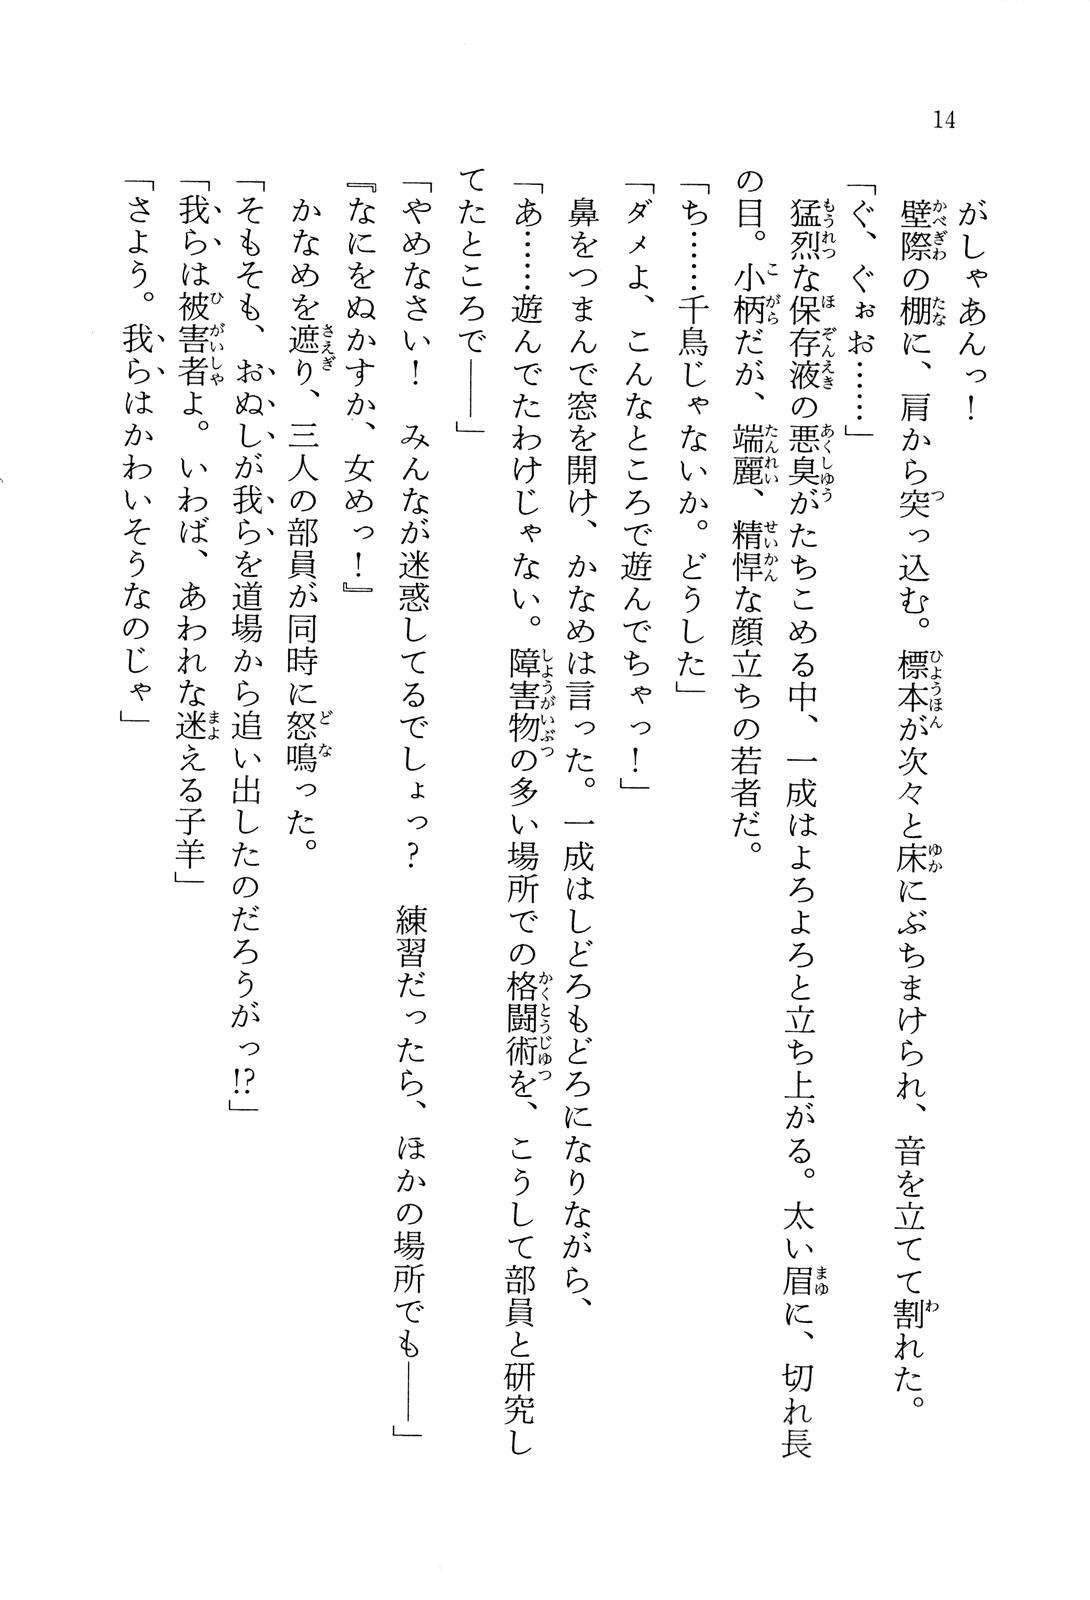 14
がしゃあんっ！
壁際の棚に、肩から突っ込む。標本が次々と床にぶちまけられ、音を立てて割れた。
「ぐ、ぐぉお……」
猛烈な保存液の悪臭がたちこめる中、一成はよろよろと立ち上がる。太い眉に、切れ長
の目。小柄だが、端麗、精悍な顔立ちの若者だ。
「ち……千鳥じゃないか。どうした」
「ダメよ、こんなところで遊んでちゃっ！」
鼻をつまんで窓を開け、かなめは言った。一成はしどろもどろになりながら、
「あ……遊んでたわけじゃない。障害物の多い場所での格闘術を、こうして部員と研究し
てたところで――」
「やめなさい！　みんなが迷惑してるでしょっ？　練習だったら、ほかの場所でも――」
『なにをぬかすか、女めっ！』
かなめを遮り、三人の部員が同時に怒鳴った。
「そもそも、おぬしが我らを道場から追い出したのだろうがっ!?」
「我らは被害者よ。いわば、あわれな迷える子羊」
「さよう。我らはかわいそうなのじゃ」